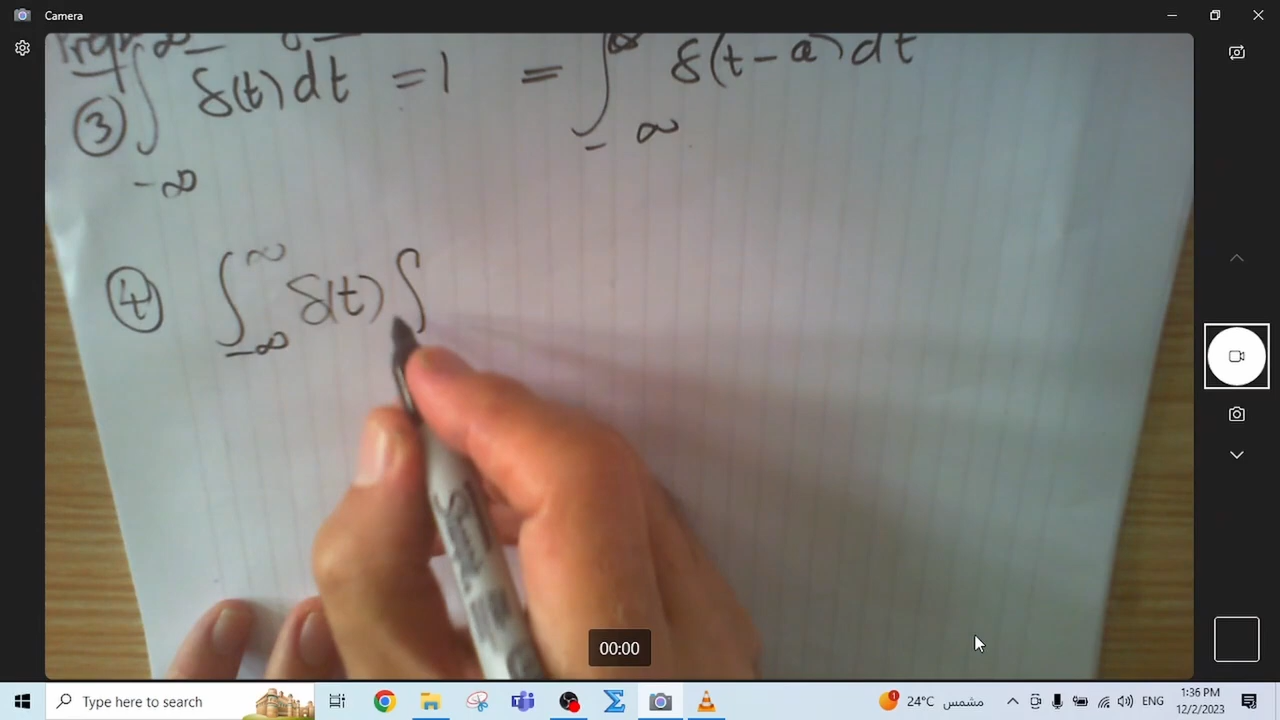 Camera
③ ∫_{-∞}^{∞} δ(t) dt = 1 = ∫_{-∞}^{∞} δ(t-a) dt
④ ∫_{-∞}^{∞} δ(t) ∫
00:00
Type here to search
1
24°C مشمس
ENG
1:36 PM
12/2/2023